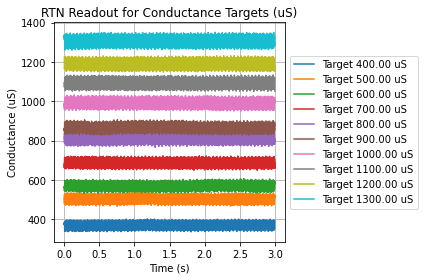 RTN Readout for Conductance Targets (uS)
1400
1200
1000
800
600
400
Conductance (uS)
0.0 0.5 1.0 1.5 2.0 2.5 3.0
Time (s)
Target 400.00 uS
Target 500.00 uS
Target 600.00 uS
Target 700.00 uS
Target 800.00 uS
Target 900.00 uS
Target 1000.00 uS
Target 1100.00 uS
Target 1200.00 uS
Target 1300.00 uS